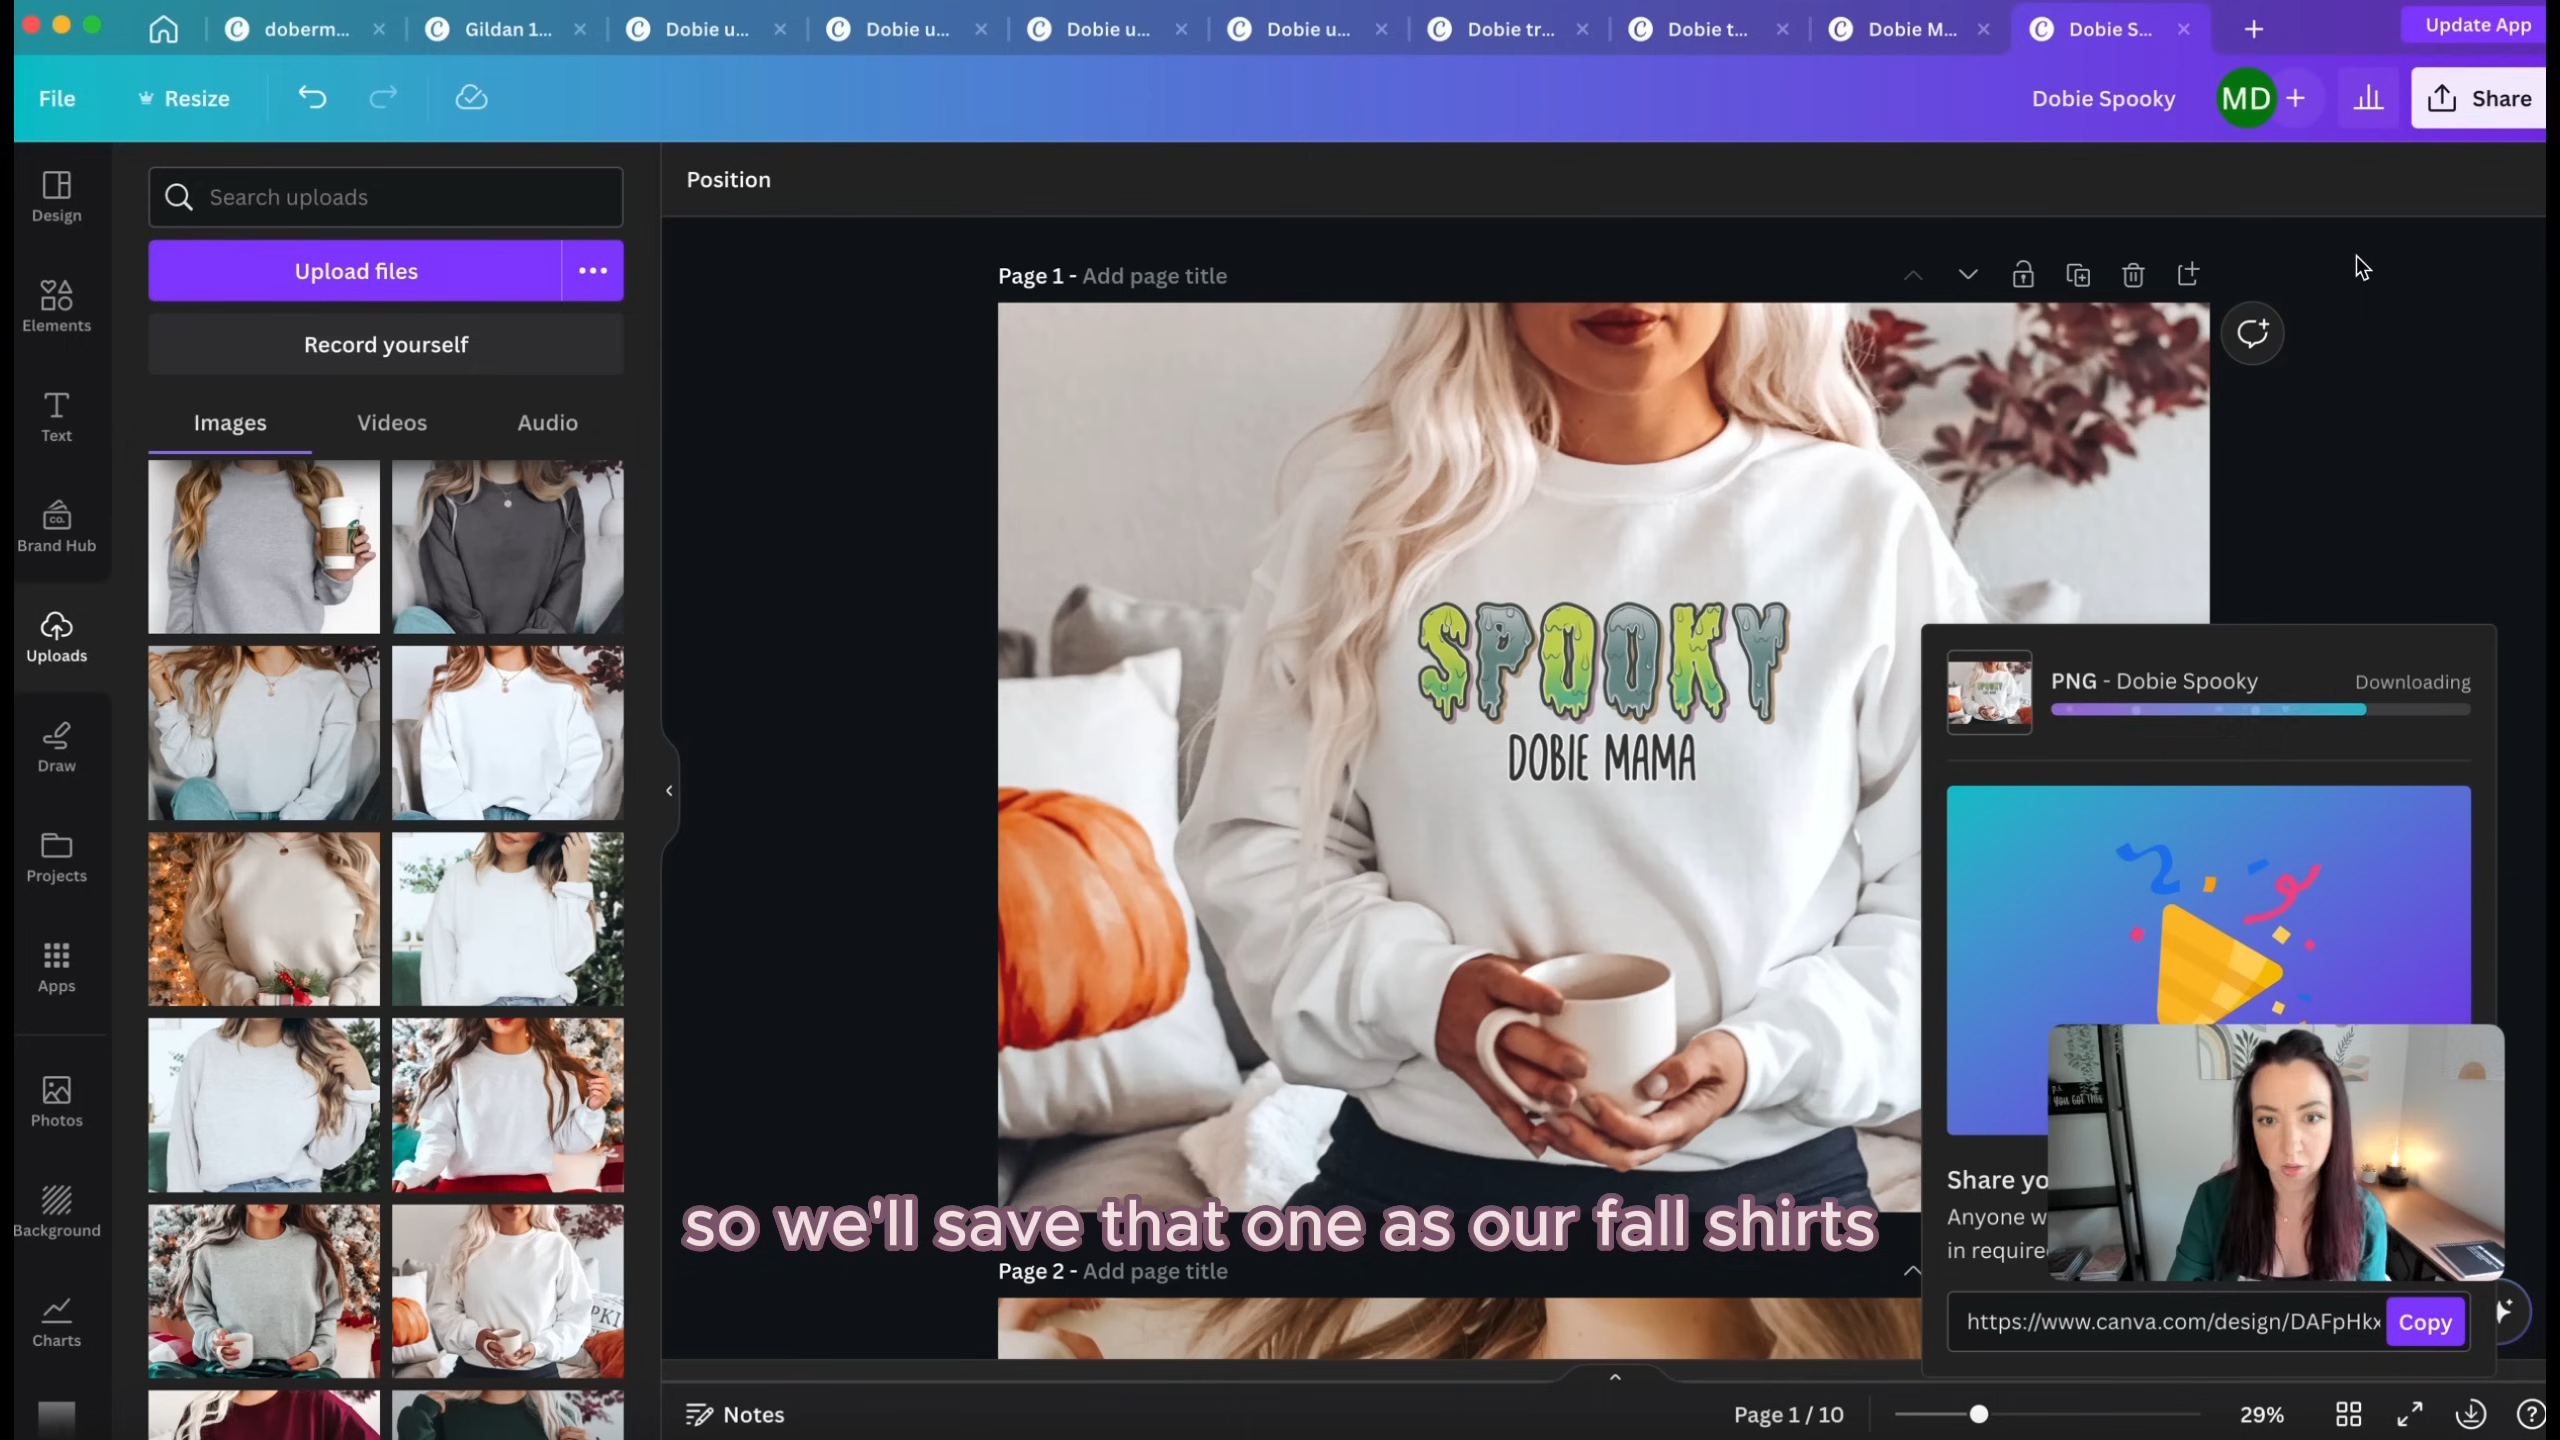 doberm...
Gildan 1...
Dobie u...
Dobie u...
Dobie u...
Dobie u...
Dobie tr...
Dobie t...
Dobie M...
Dobie S...
Update App
File
Resize
Dobie Spooky
MD
Share
Design
Elements
Text
Brand Hub
Uploads
Draw
Projects
Apps
Photos
Background
Charts
Search uploads
Upload files
Record yourself
Images
Videos
Audio
Position
Page 1 - Add page title
SPOOKY
DOBIE MAMA
PNG - Dobie Spooky
Downloading
Share yo
Anyone w
in require
YOU GOT THIS
https://www.canva.com/design/DAFpHkx
Copy
so we'll save that one as our fall shirts
Page 2 - Add page title
Notes
Page 1 / 10
29%